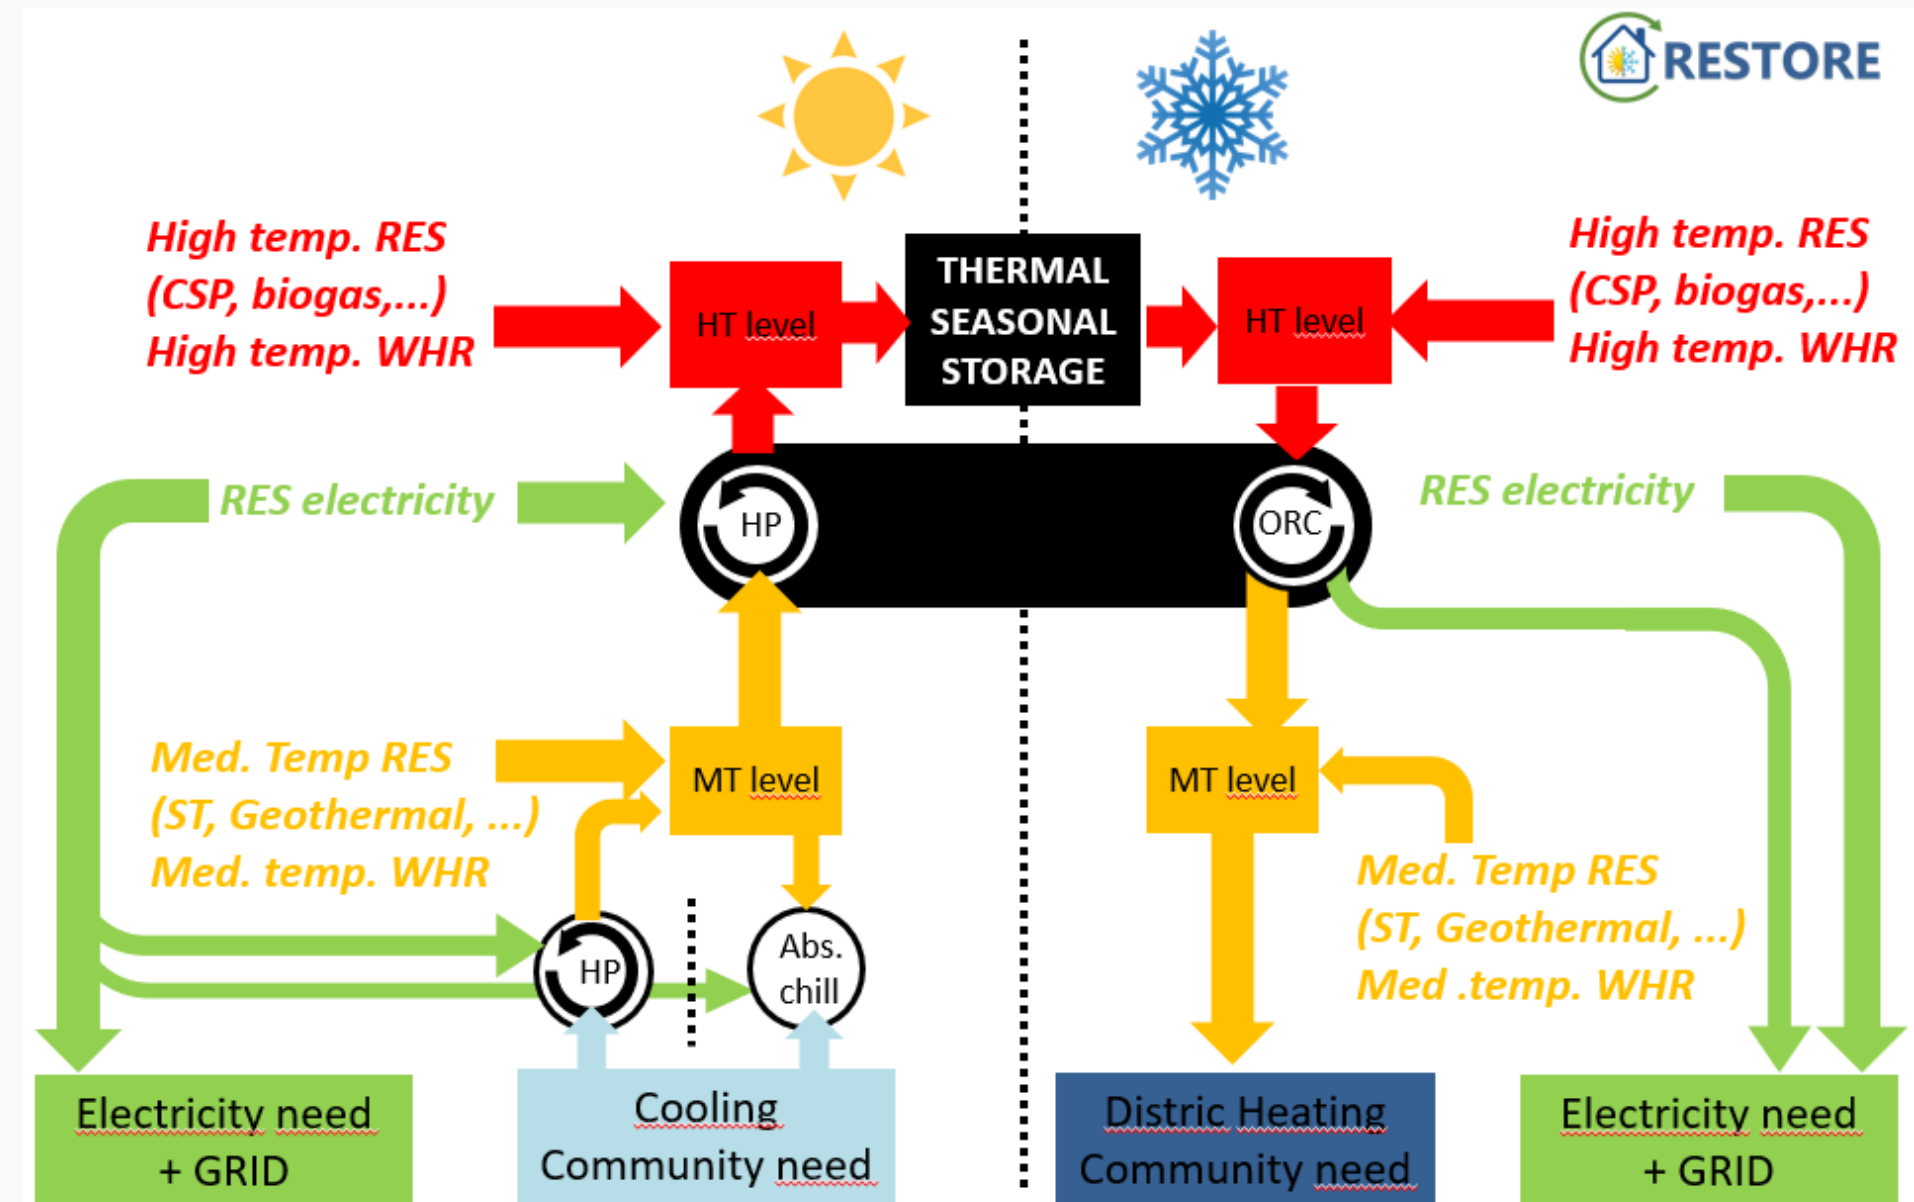 RESTORE
High temp. RES
(CSP, biogas,...)
High temp. WHR
HT level
THERMAL
SEASONAL
STORAGE
HT level
High temp. RES
(CSP, biogas,...)
High temp. WHR
RES electricity
HP
ORC
RES electricity
Med. Temp RES
(ST, Geothermal, ...)
Med. temp. WHR
MT level
MT level
Med. Temp RES
(ST, Geothermal, ...)
Med .temp. WHR
HP
Abs.
chill
Electricity need
+ GRID
Cooling
Community need
Distric Heating
Community need
Electricity need
+ GRID